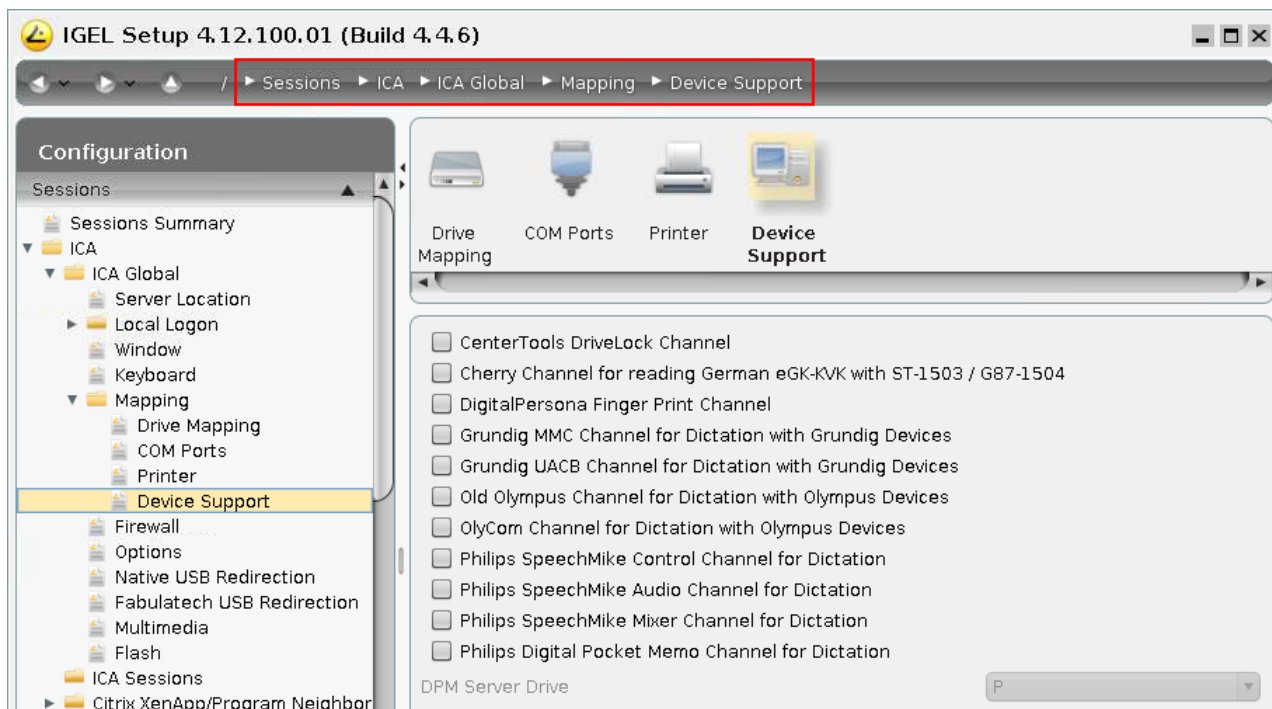 IGEL Setup 4.12.100.01 (Build 4.4.6)
/ Sessions ICA ICA Global Mapping Device Support
Configuration
Sessions
Sessions Summary
ICA
ICA Global
Server Location
Local Logon
Window
Keyboard
Mapping
Drive Mapping
COM Ports
Printer
Device Support
Firewall
Options
Native USB Redirection
Fabulatech USB Redirection
Multimedia
Flash
ICA Sessions
Citrix XenApp/Program Neighbor
Drive Mapping
COM Ports
Printer
Device Support
CenterTools DriveLock Channel
Cherry Channel for reading German eGK-KVK with ST-1503 / G87-1504
DigitalPersona Finger Print Channel
Grundig MMC Channel for Dictation with Grundig Devices
Grundig UACB Channel for Dictation with Grundig Devices
Old Olympus Channel for Dictation with Olympus Devices
OlyCom Channel for Dictation with Olympus Devices
Philips SpeechMike Control Channel for Dictation
Philips SpeechMike Audio Channel for Dictation
Philips SpeechMike Mixer Channel for Dictation
Philips Digital Pocket Memo Channel for Dictation
DPM Server Drive P